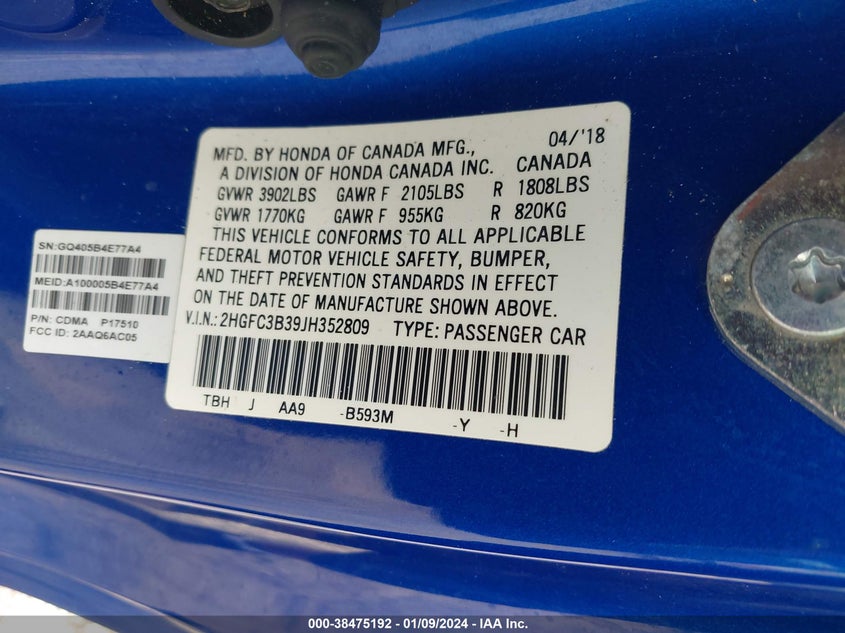 MFD. BY HONDA OF CANADA MFG., 04/'18
A DIVISION OF HONDA CANADA INC. CANADA
GVWR 3902LBS GAWR F 2105LBS R 1808LBS
GVWR 1770KG GAWR F 955KG R 820KG
THIS VEHICLE CONFORMS TO ALL APPLICABLE
FEDERAL MOTOR VEHICLE SAFETY, BUMPER,
AND THEFT PREVENTION STANDARDS IN EFFECT
ON THE DATE OF MANUFACTURE SHOWN ABOVE.
V.I.N.: 2HGFC3B39JH352809 TYPE: PASSENGER CAR
TBH J AA9 -B593M -Y -H
SN:GQ405B4E77A4
MEID:A100005B4E77A4
P/N: CDMA P17510
FCC ID: 2AAQ6AC05
000-38475192 - 01/09/2024 - IAA Inc.